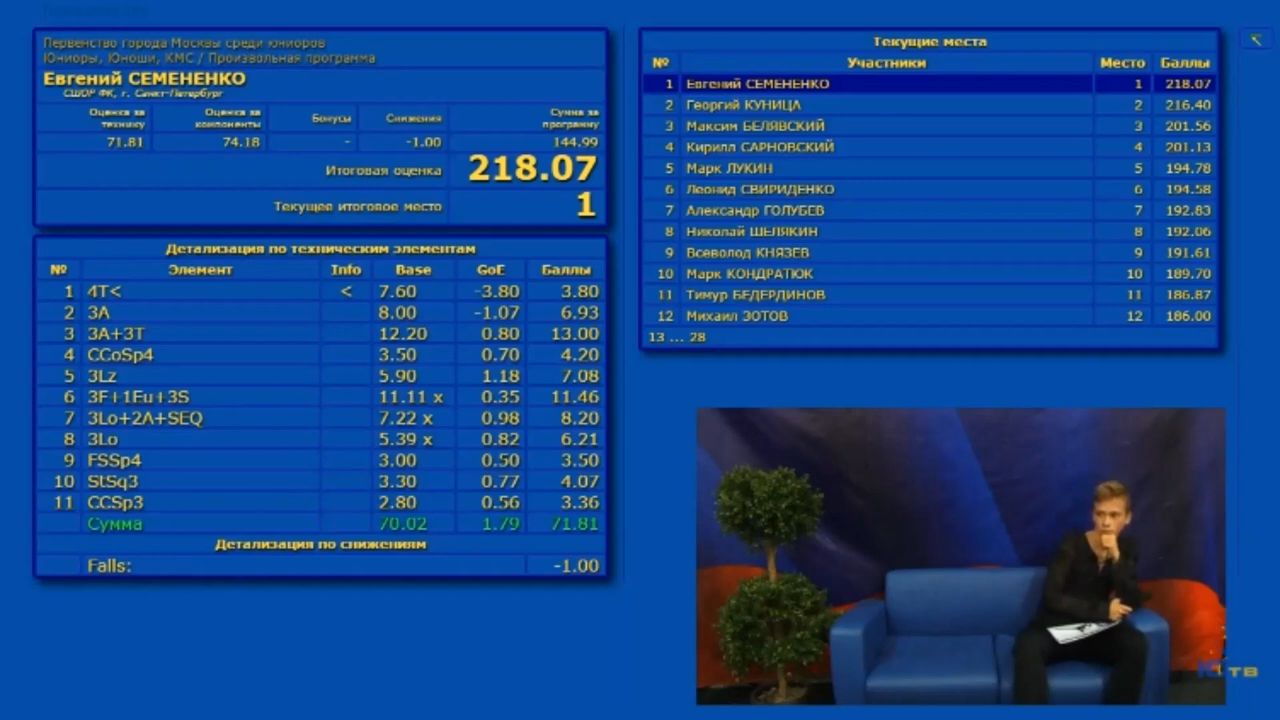 Первенство города Москвы среди юниоров
Юниоры, Юноши, КМС / Произвольная программа
Евгений СЕМЕНЕНКО
СШОР ФК, г. Санкт-Петербург
Оценка за технику Оценка за компоненты Бонусы Снижения Сумма за программу
71.81 74.18 - -1.00 144.99
Итоговая оценка 218.07
Текущее итоговое место 1
Детализация по техническим элементам
№ Элемент Info Base GoE Баллы
1 4T< < 7.60 -3.80 3.80
2 3A 8.00 -1.07 6.93
3 3A+3T 12.20 0.80 13.00
4 CCoSp4 3.50 0.70 4.20
5 3Lz 5.90 1.18 7.08
6 3F+1Eu+3S 11.11 x 0.35 11.46
7 3Lo+2A+SEQ 7.22 x 0.98 8.20
8 3Lo 5.39 x 0.82 6.21
9 FSSp4 3.00 0.50 3.50
10 StSq3 3.30 0.77 4.07
11 CCSp3 2.80 0.56 3.36
Сумма 70.02 1.79 71.81
Детализация по снижениям
Falls: -1.00
Текущие места
№ Участники Место Баллы
1 Евгений СЕМЕНЕНКО 1 218.07
2 Георгий КУНИЦА 2 216.40
3 Максим БЕЛЯВСКИЙ 3 201.56
4 Кирилл САРНОВСКИЙ 4 201.13
5 Марк ЛУКИН 5 194.78
6 Леонид СВИРИДЕНКО 6 194.58
7 Александр ГОЛУБЕВ 7 192.83
8 Николай ШЕЛЯКИН 8 192.06
9 Всеволод КНЯЗЕВ 9 191.61
10 Марк КОНДРАТЮК 10 189.70
11 Тимур БЕДЕРДИНОВ 11 186.87
12 Михаил ЗОТОВ 12 186.00
13 ... 28
ТВ